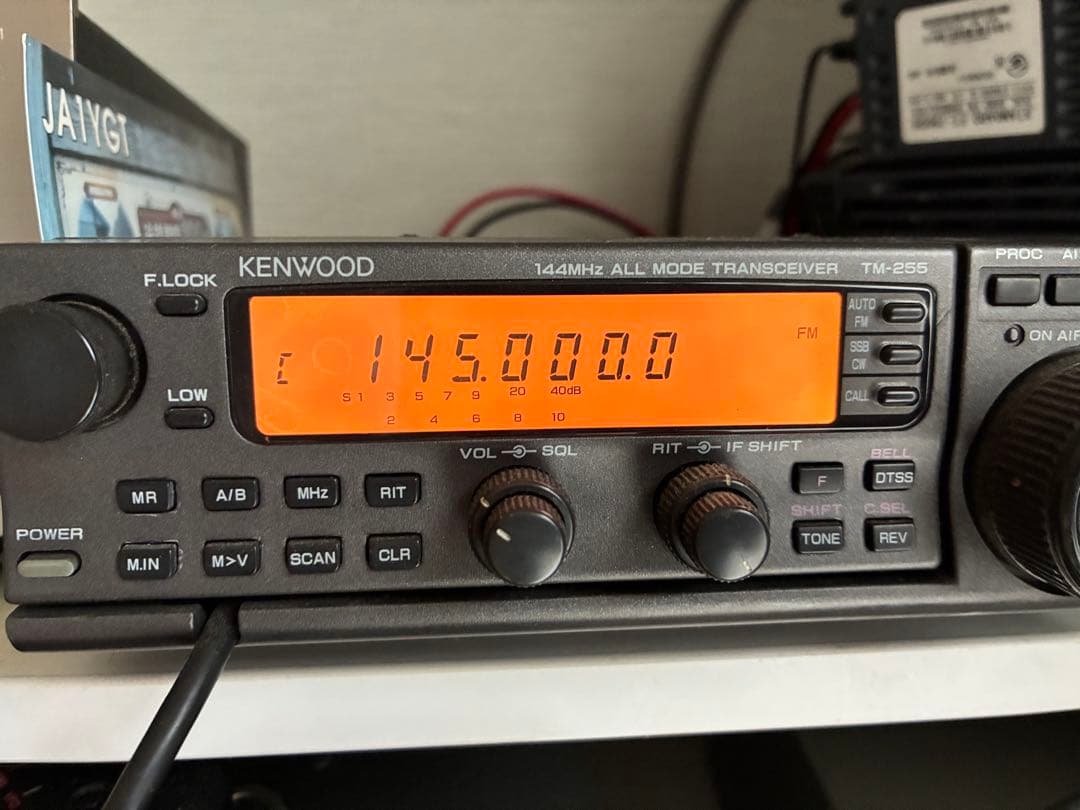 JA1YGT
KENWOOD
144MHz ALL MODE TRANSCEIVER TM-255
F.LOCK
LOW
C 145.000.0
FM
S 1 3 5 7 9 20 40dB
2 4 6 8 10
AUTO
FM
SSB
CW
CALL
PROC
ON AIR
VOL SQL
RIT IF SHIFT
BELL
MR A/B MHz RIT
F DTSS
SHIFT C.SEL
POWER
M.IN M>V SCAN CLR
TONE REV